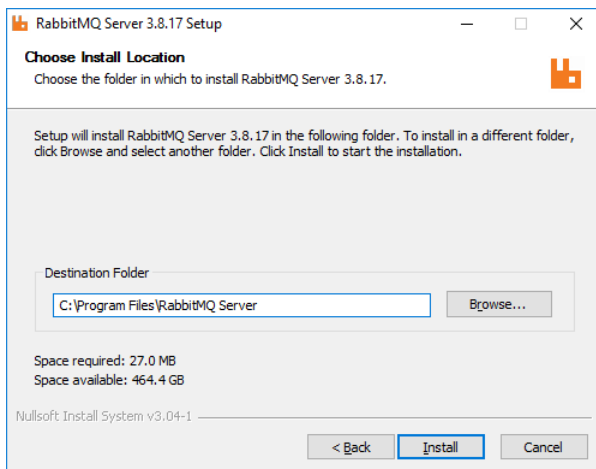 RabbitMQ Server 3.8.17 Setup
Choose Install Location
Choose the folder in which to install RabbitMQ Server 3.8.17.
Setup will install RabbitMQ Server 3.8.17 in the following folder. To install in a different folder,
click Browse and select another folder. Click Install to start the installation.
Destination Folder
C:\Program Files\RabbitMQ Server
Browse...
Space required: 27.0 MB
Space available: 464.4 GB
Nullsoft Install System v3.04-1
< Back Install Cancel